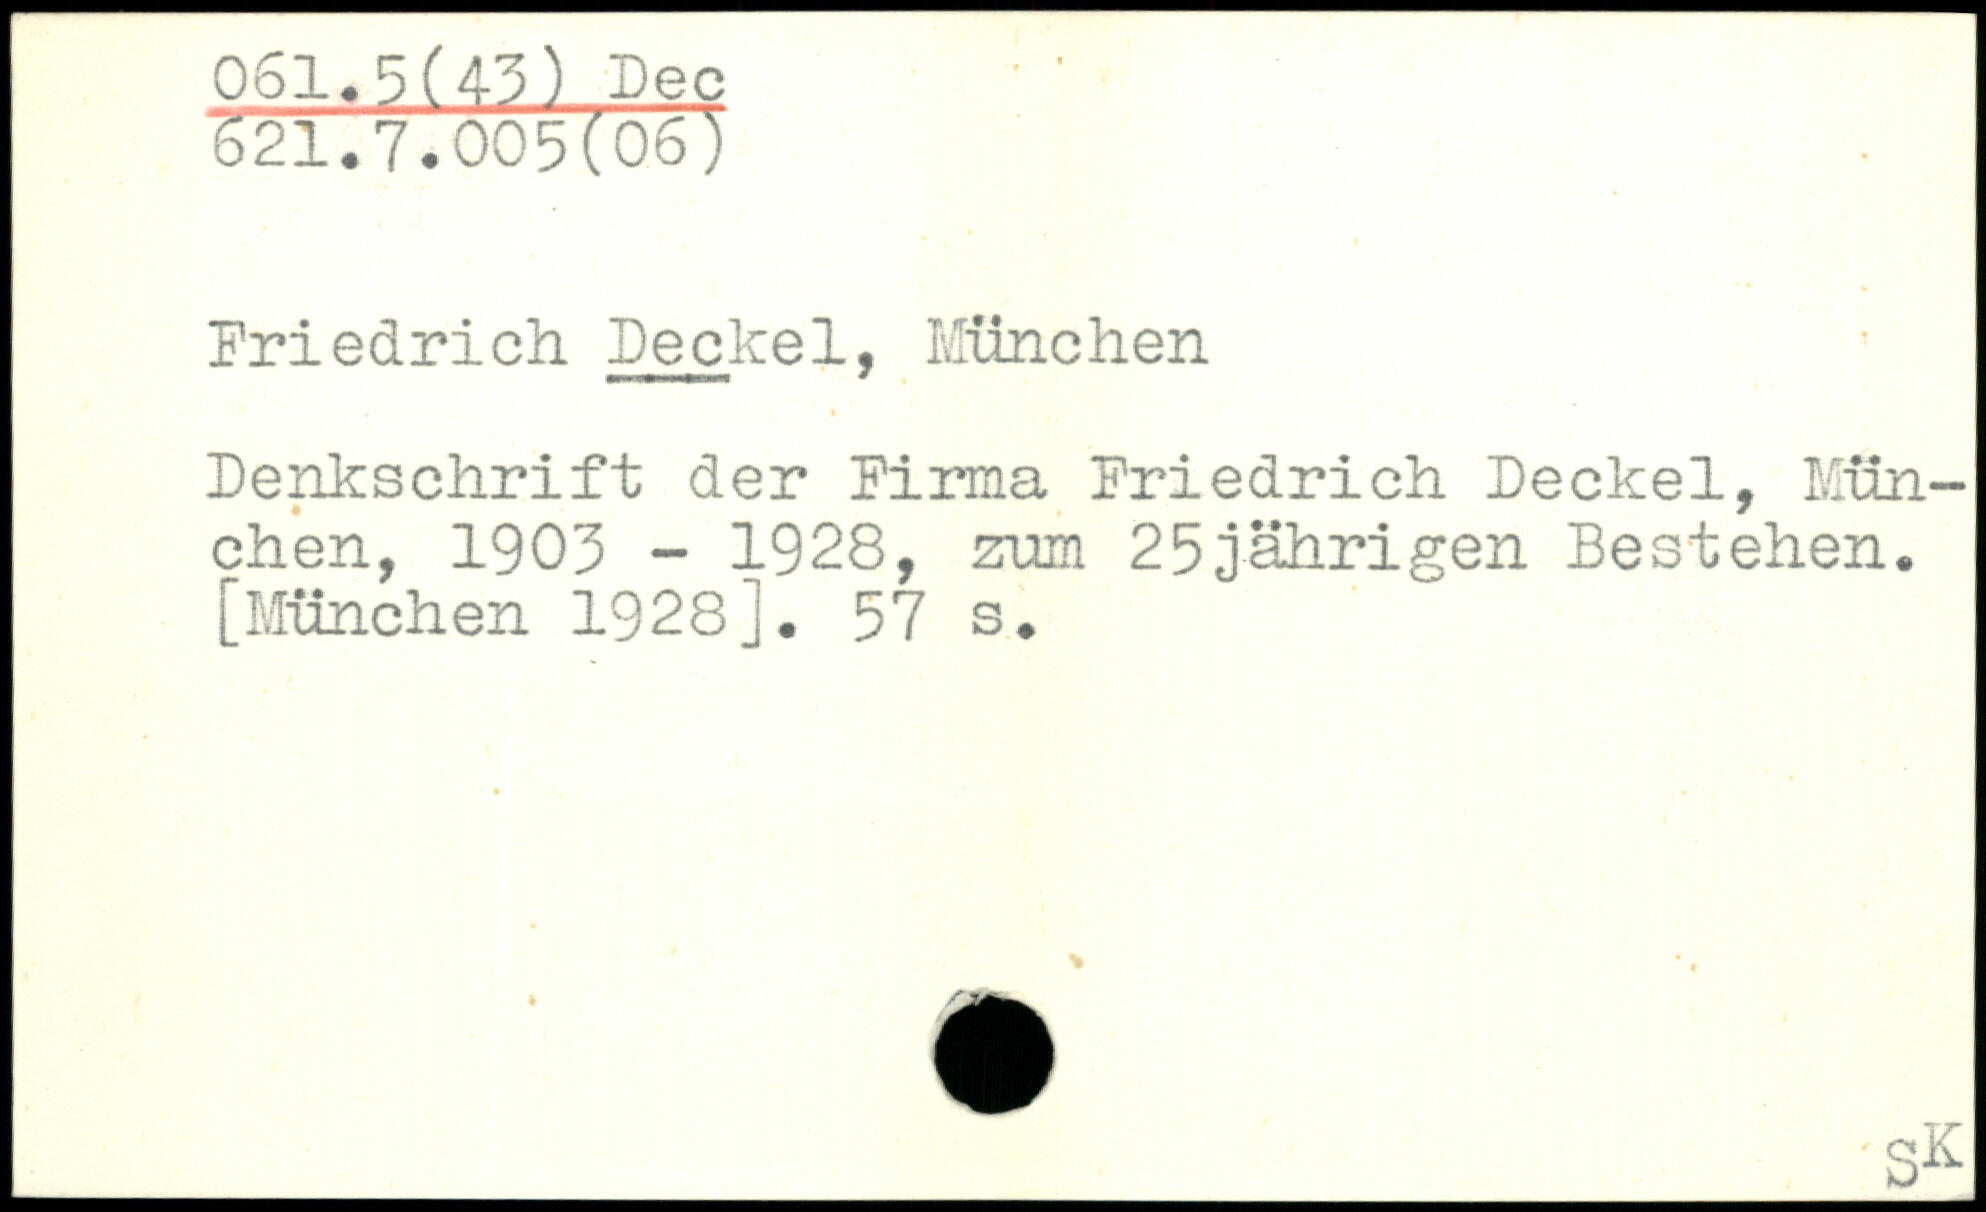 061.5(43) Dec
621.7.005(06)
Friedrich Deckel, München
Denkschrift der Firma Friedrich Deckel, Mün-
chen, 1903 - 1928, zum 25jährigen Bestehen.
[München 1928]. 57 s.
SK